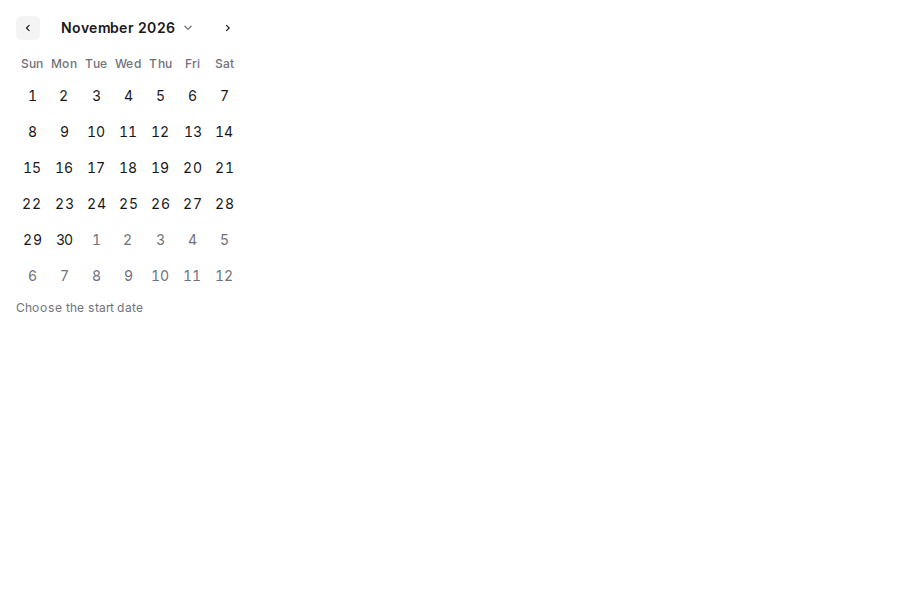 November 2026
Sun Mon Tue Wed Thu Fri Sat
1 2 3 4 5 6 7
8 9 10 11 12 13 14
15 16 17 18 19 20 21
22 23 24 25 26 27 28
29 30 1 2 3 4 5
6 7 8 9 10 11 12
Choose the start date